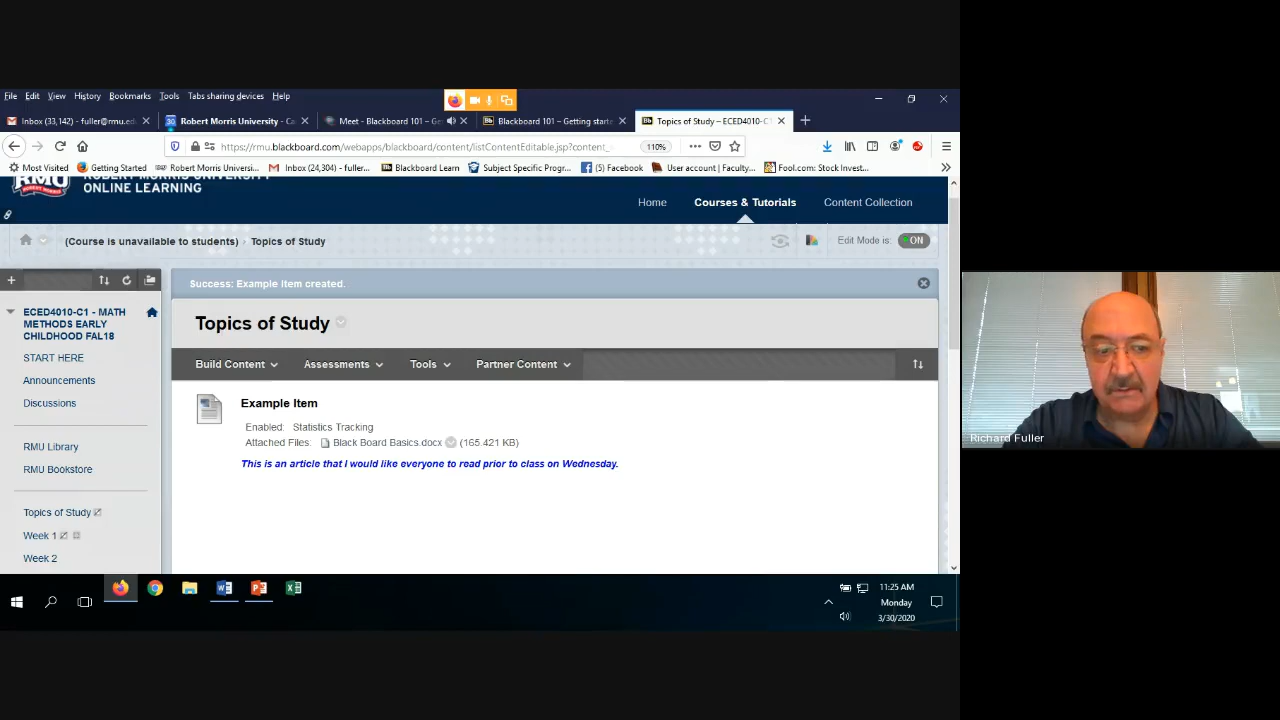 File Edit View History Bookmarks Tools Tabs sharing devices Help
Inbox (33,142) - fuller@rmu.ed Robert Morris University - Ca Meet - Blackboard 101 – Ge Blackboard 101 – Getting starte Topics of Study – ECED4010-C1
https://rmu.blackboard.com/webapps/blackboard/content/listContentEditable.jsp?content_ 110%
Most Visited Getting Started Robert Morris Universit... Inbox (24,304) - fuller... Blackboard Learn Subject Specific Prog... (5) Facebook User account | Faculty... Fool.com: Stock Invest...
RMU ROBERT MORRIS UNIVERSITY
ONLINE LEARNING
Home Courses & Tutorials Content Collection
(Course is unavailable to students) Topics of Study Edit Mode is: ON
Success: Example Item created.
ECED4010-C1 - MATH
METHODS EARLY
CHILDHOOD FAL18
START HERE
Announcements
Discussions
RMU Library
RMU Bookstore
Topics of Study
Week 1
Week 2
Topics of Study
Build Content Assessments Tools Partner Content
Example Item
Enabled: Statistics Tracking
Attached Files: Black Board Basics.docx (165.421 KB)
This is an article that I would like everyone to read prior to class on Wednesday.
11:25 AM
Monday
3/30/2020
Richard Fuller